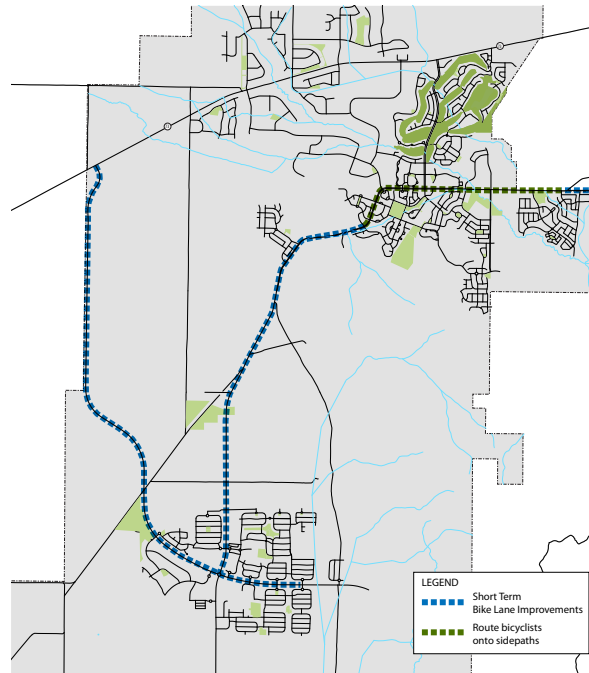 LEGEND
Short Term
Bike Lane Improvements
Route bicyclists
onto sidepaths